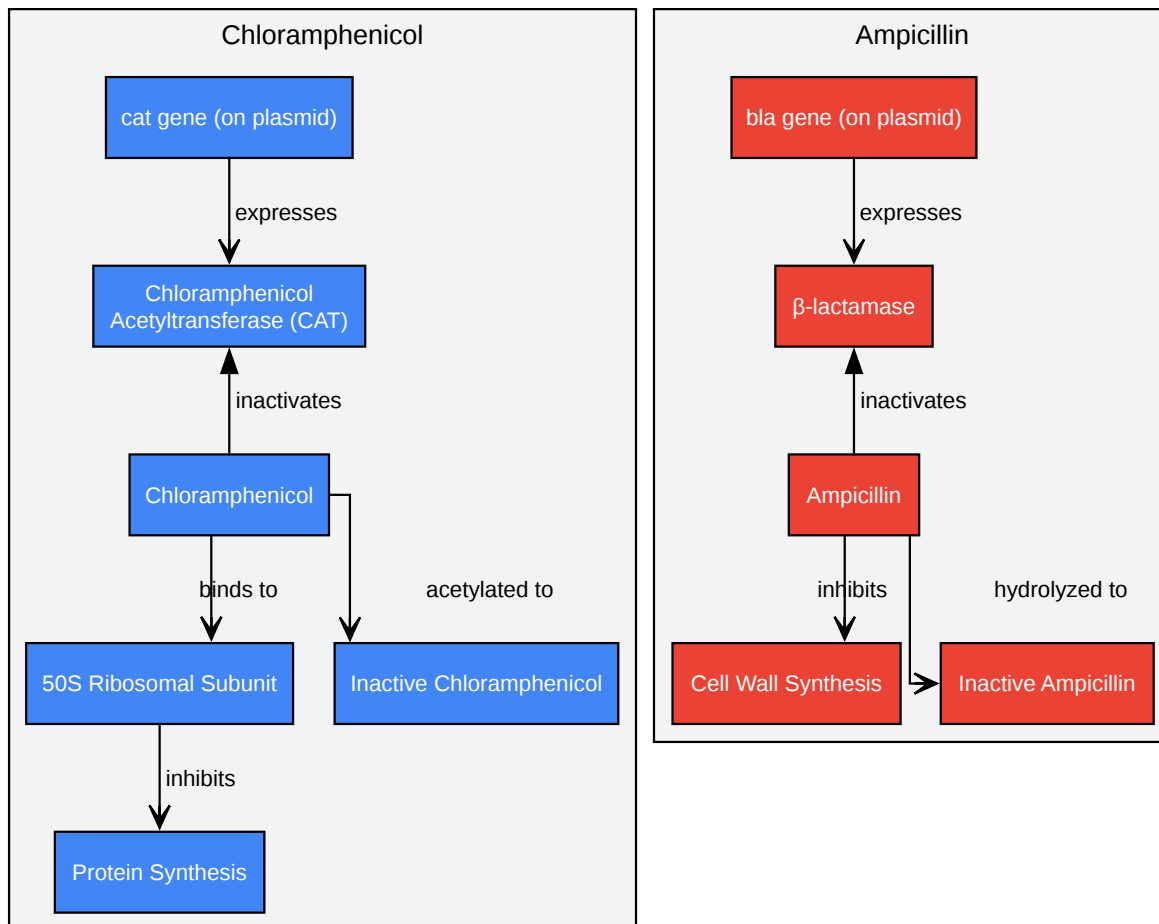 Chloramphenicol
cat gene (on plasmid)
expresses
Chloramphenicol
Acetyltransferase (CAT)
inactivates
Chloramphenicol
binds to
acetylated to
50S Ribosomal Subunit
Inactive Chloramphenicol
inhibits
Protein Synthesis
Ampicillin
bla gene (on plasmid)
expresses
β-lactamase
inactivates
Ampicillin
inhibits
hydrolyzed to
Cell Wall Synthesis
Inactive Ampicillin